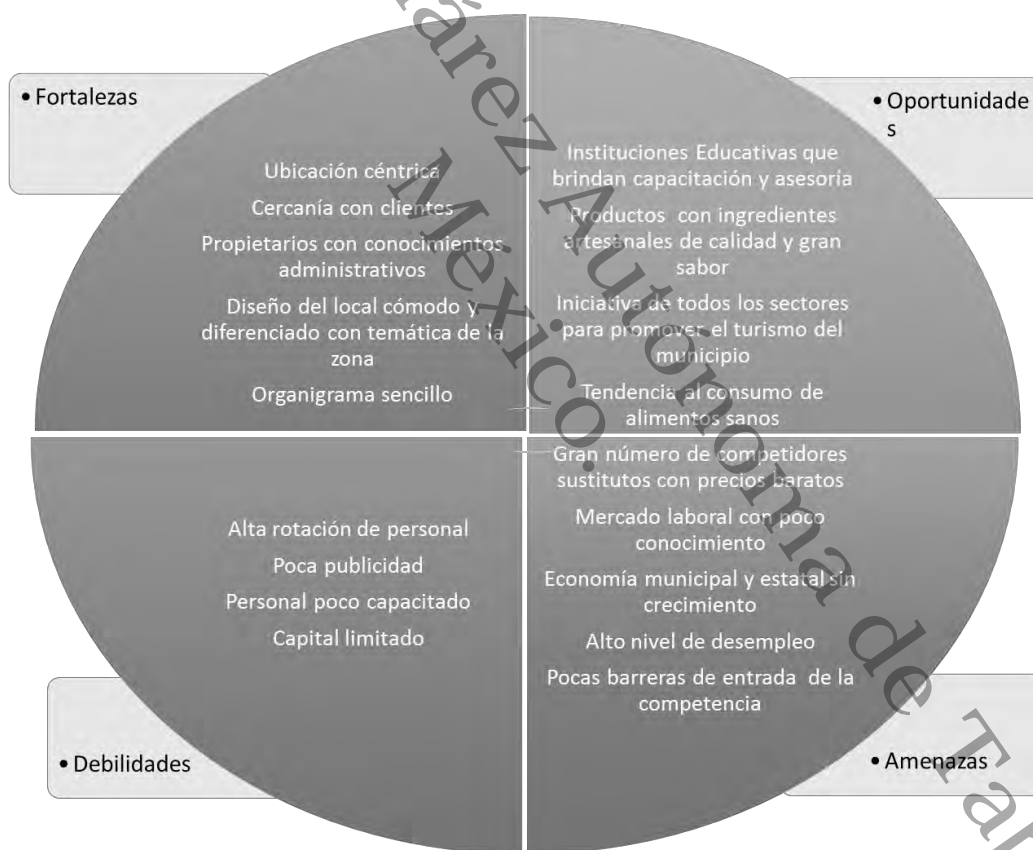 • Fortalezas
Ubicación céntrica
Cercanía con clientes
Propietarios con conocimientos
administrativos
Diseño del local cómodo y
diferenciado con temática de la
zona
Organigrama sencillo
• Oportunidade
s
Instituciones Educativas que
brindan capacitación y asesoría
Productos con ingredientes
artesanales de calidad y gran
sabor
Iniciativa de todos los sectores
para promover el turismo del
municipio
Tendencia al consumo de
alimentos sanos
Alta rotación de personal
Poca publicidad
Personal poco capacitado
Capital limitado
• Debilidades
Gran número de competidores
sustitutos con precios baratos
Mercado laboral con poco
conocimiento
Economía municipal y estatal sin
crecimiento
Alto nivel de desempleo
Pocas barreras de entrada de la
competencia
• Amenazas
Autónoma de
México.